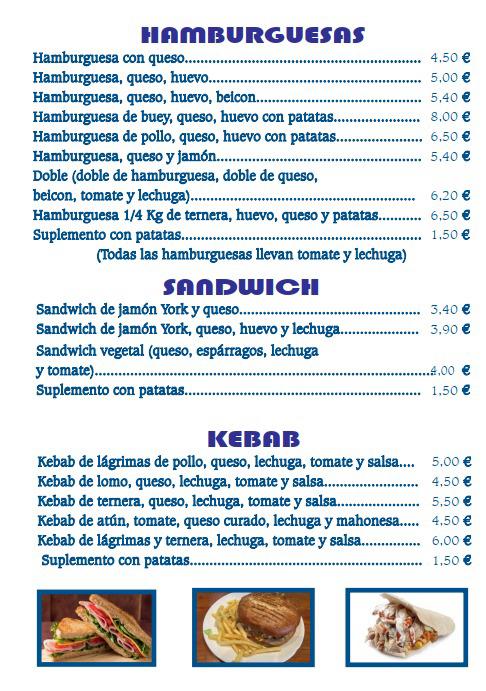 HAMBURGUESAS
Hamburguesa con queso.......................................................... 4,50 €
Hamburguesa, queso, huevo.................................................... 5,00 €
Hamburguesa, queso, huevo, beicon........................................ 5,40 €
Hamburguesa de buey, queso, huevo con patatas..................... 8,00 €
Hamburguesa de pollo, queso, huevo con patatas..................... 6,50 €
Hamburguesa, queso y jamón.................................................. 5,40 €
Doble (doble de hamburguesa, doble de queso,
beicon, tomate y lechuga)....................................................... 6,20 €
Hamburguesa 1/4 Kg de ternera, huevo, queso y patatas........... 6,50 €
Suplemento con patatas.......................................................... 1,50 €
(Todas las hamburguesas llevan tomate y lechuga)
SANDWICH
Sandwich de jamón York y queso............................................ 3,40 €
Sandwich de jamón York, queso, huevo y lechuga................... 3,90 €
Sandwich vegetal (queso, espárragos, lechuga
y tomate)................................................................................4,00 €
Suplemento con patatas.......................................................... 1,50 €
KEBAB
Kebab de lágrimas de pollo, queso, lechuga, tomate y salsa.... 5,00 €
Kebab de lomo, queso, lechuga, tomate y salsa....................... 4,50 €
Kebab de ternera, queso, lechuga, tomate y salsa.................... 5,50 €
Kebab de atún, tomate, queso curado, lechuga y mahonesa..... 4,50 €
Kebab de lágrimas y ternera, lechuga, tomate y salsa.............. 6,00 €
Suplemento con patatas......................................................... 1,50 €